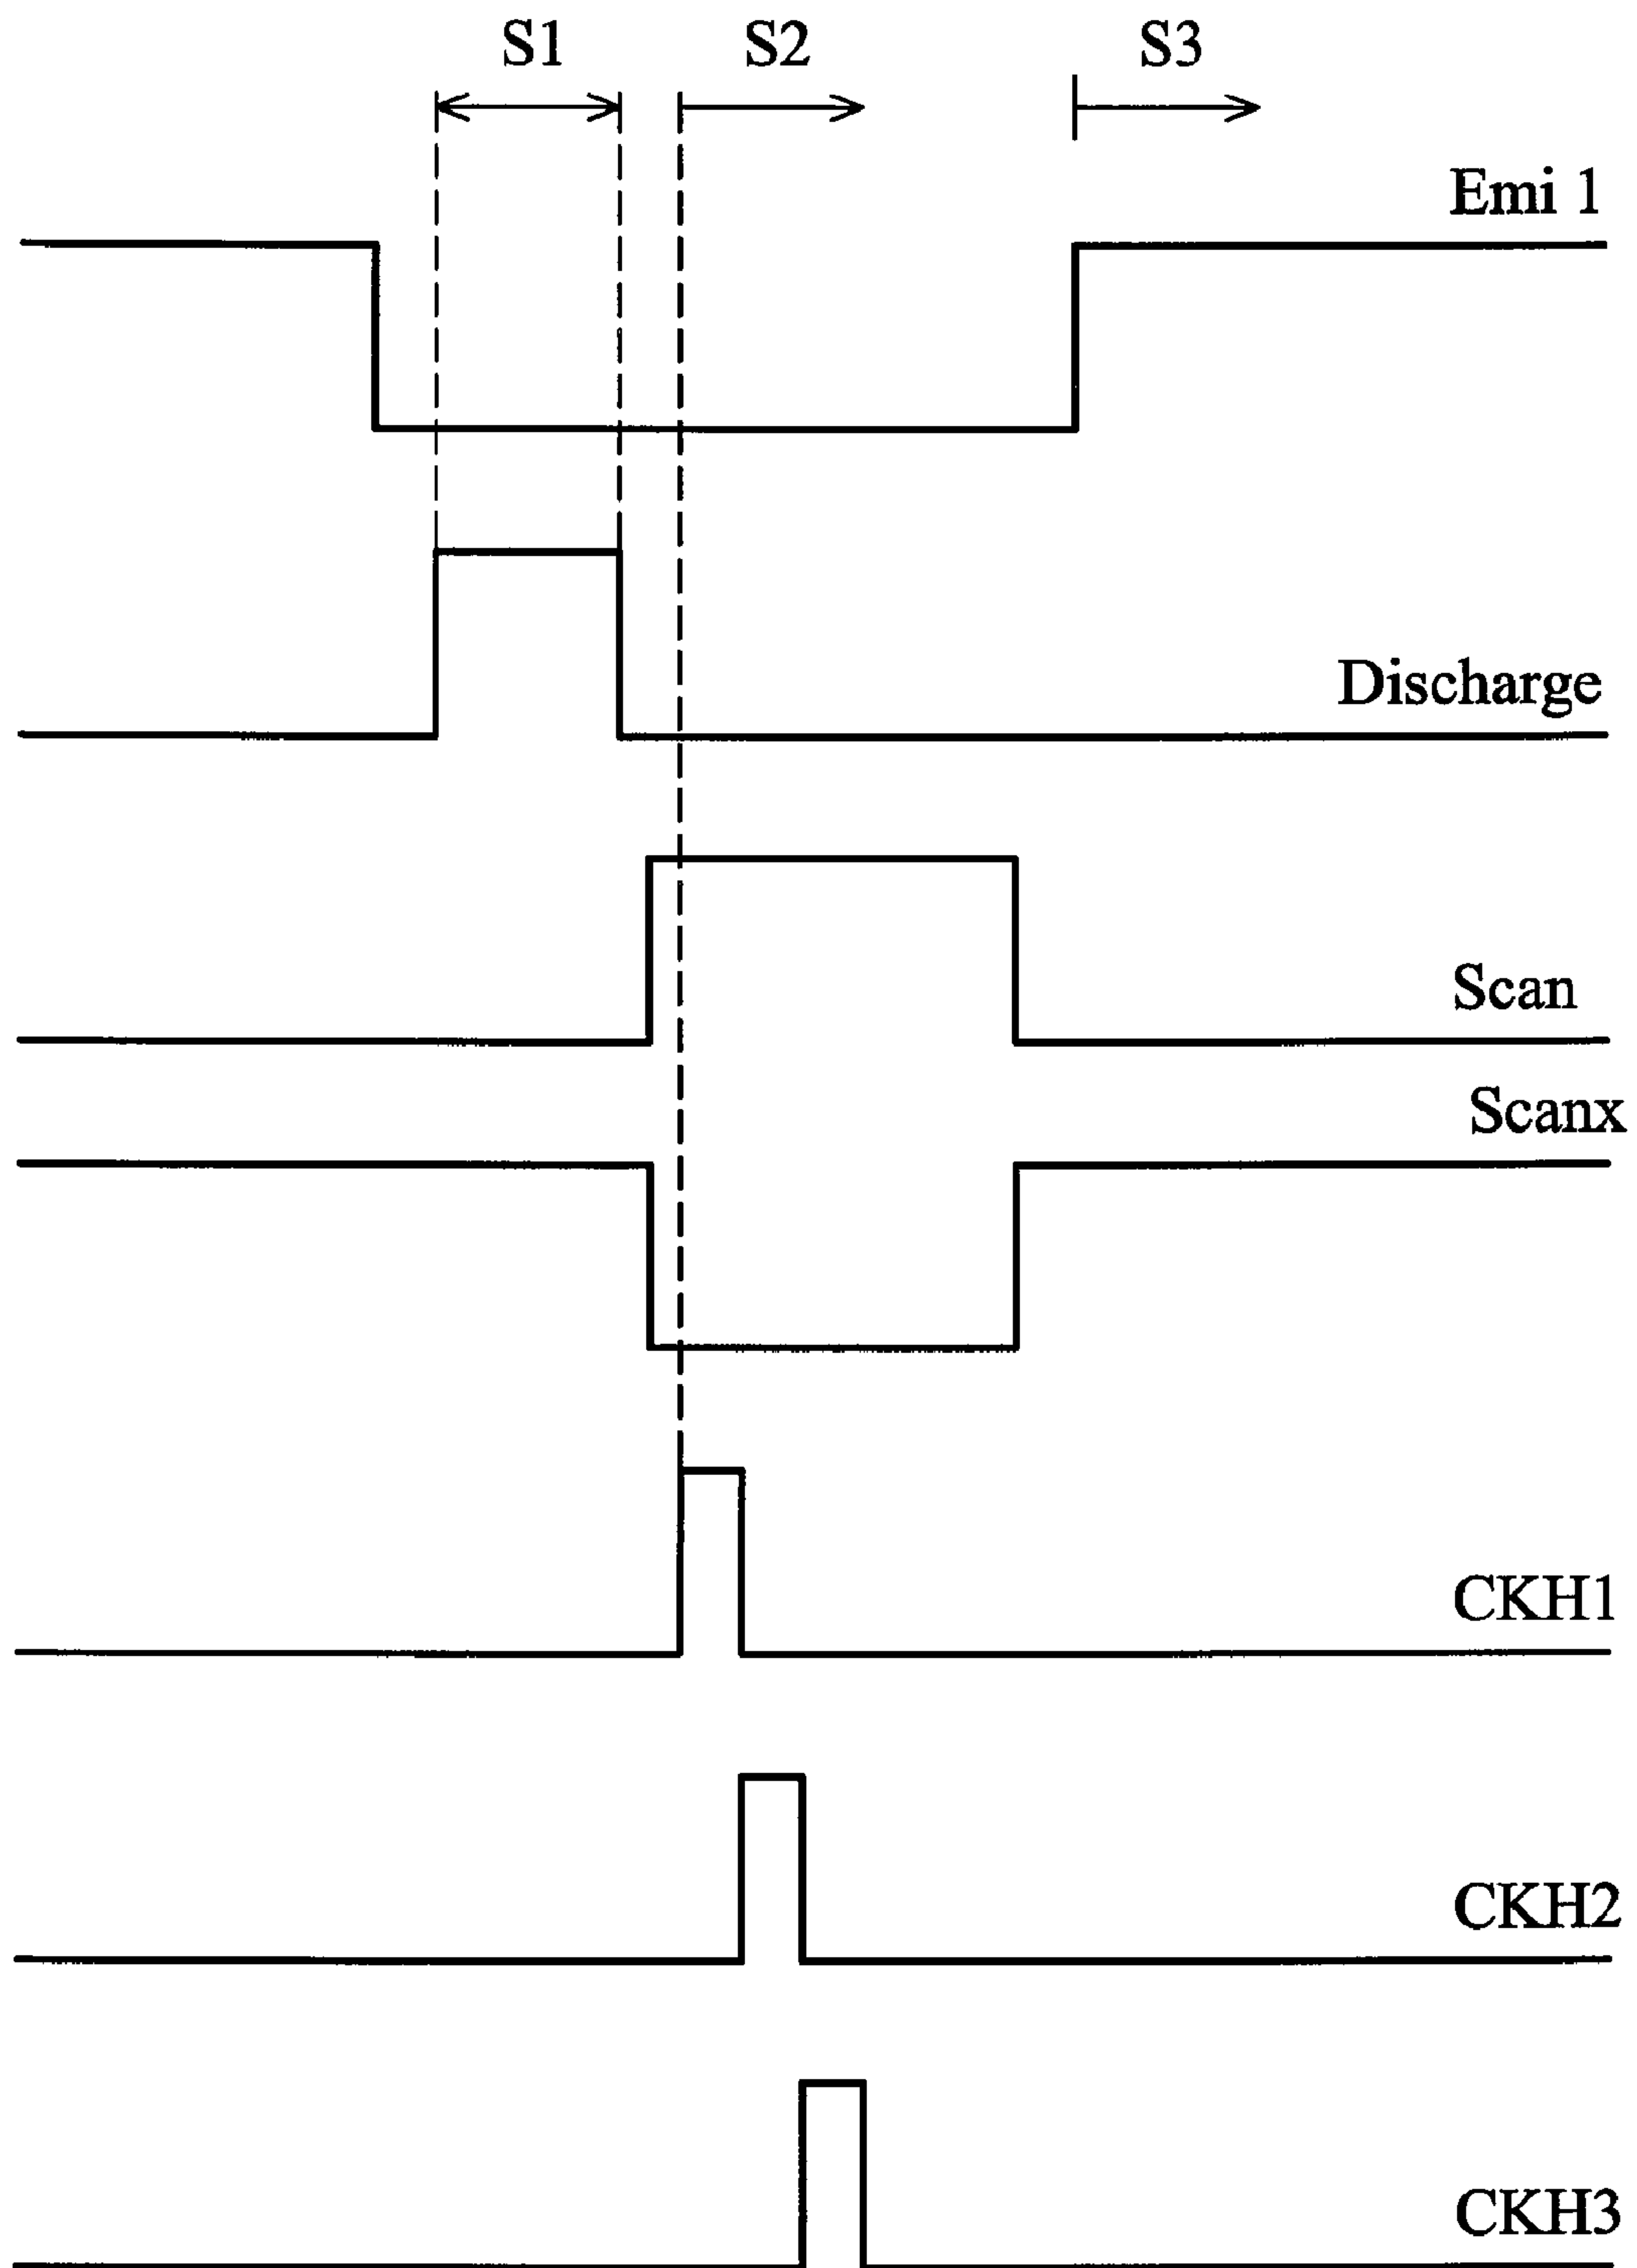 S1 S2 S3
Emi 1
Discharge
Scan
Scanx
CKH1
CKH2
CKH3